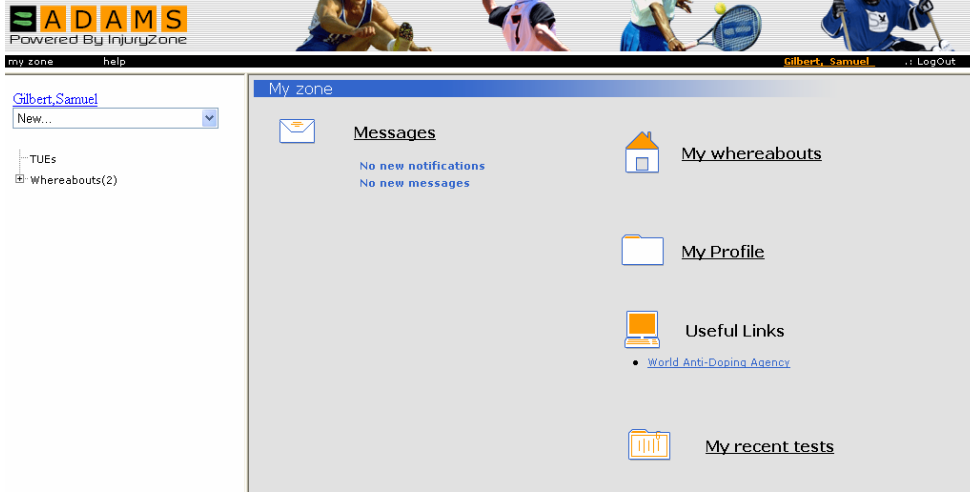 ADAMS
Powered By InjuryZone
7
my zone help Gilbert, Samuel .: LogOut
Gilbert,Samuel
New...
TUEs
Whereabouts(2)
My zone
Messages
No new notifications
No new messages
My whereabouts
My Profile
Useful Links
World Anti-Doping Agency
My recent tests